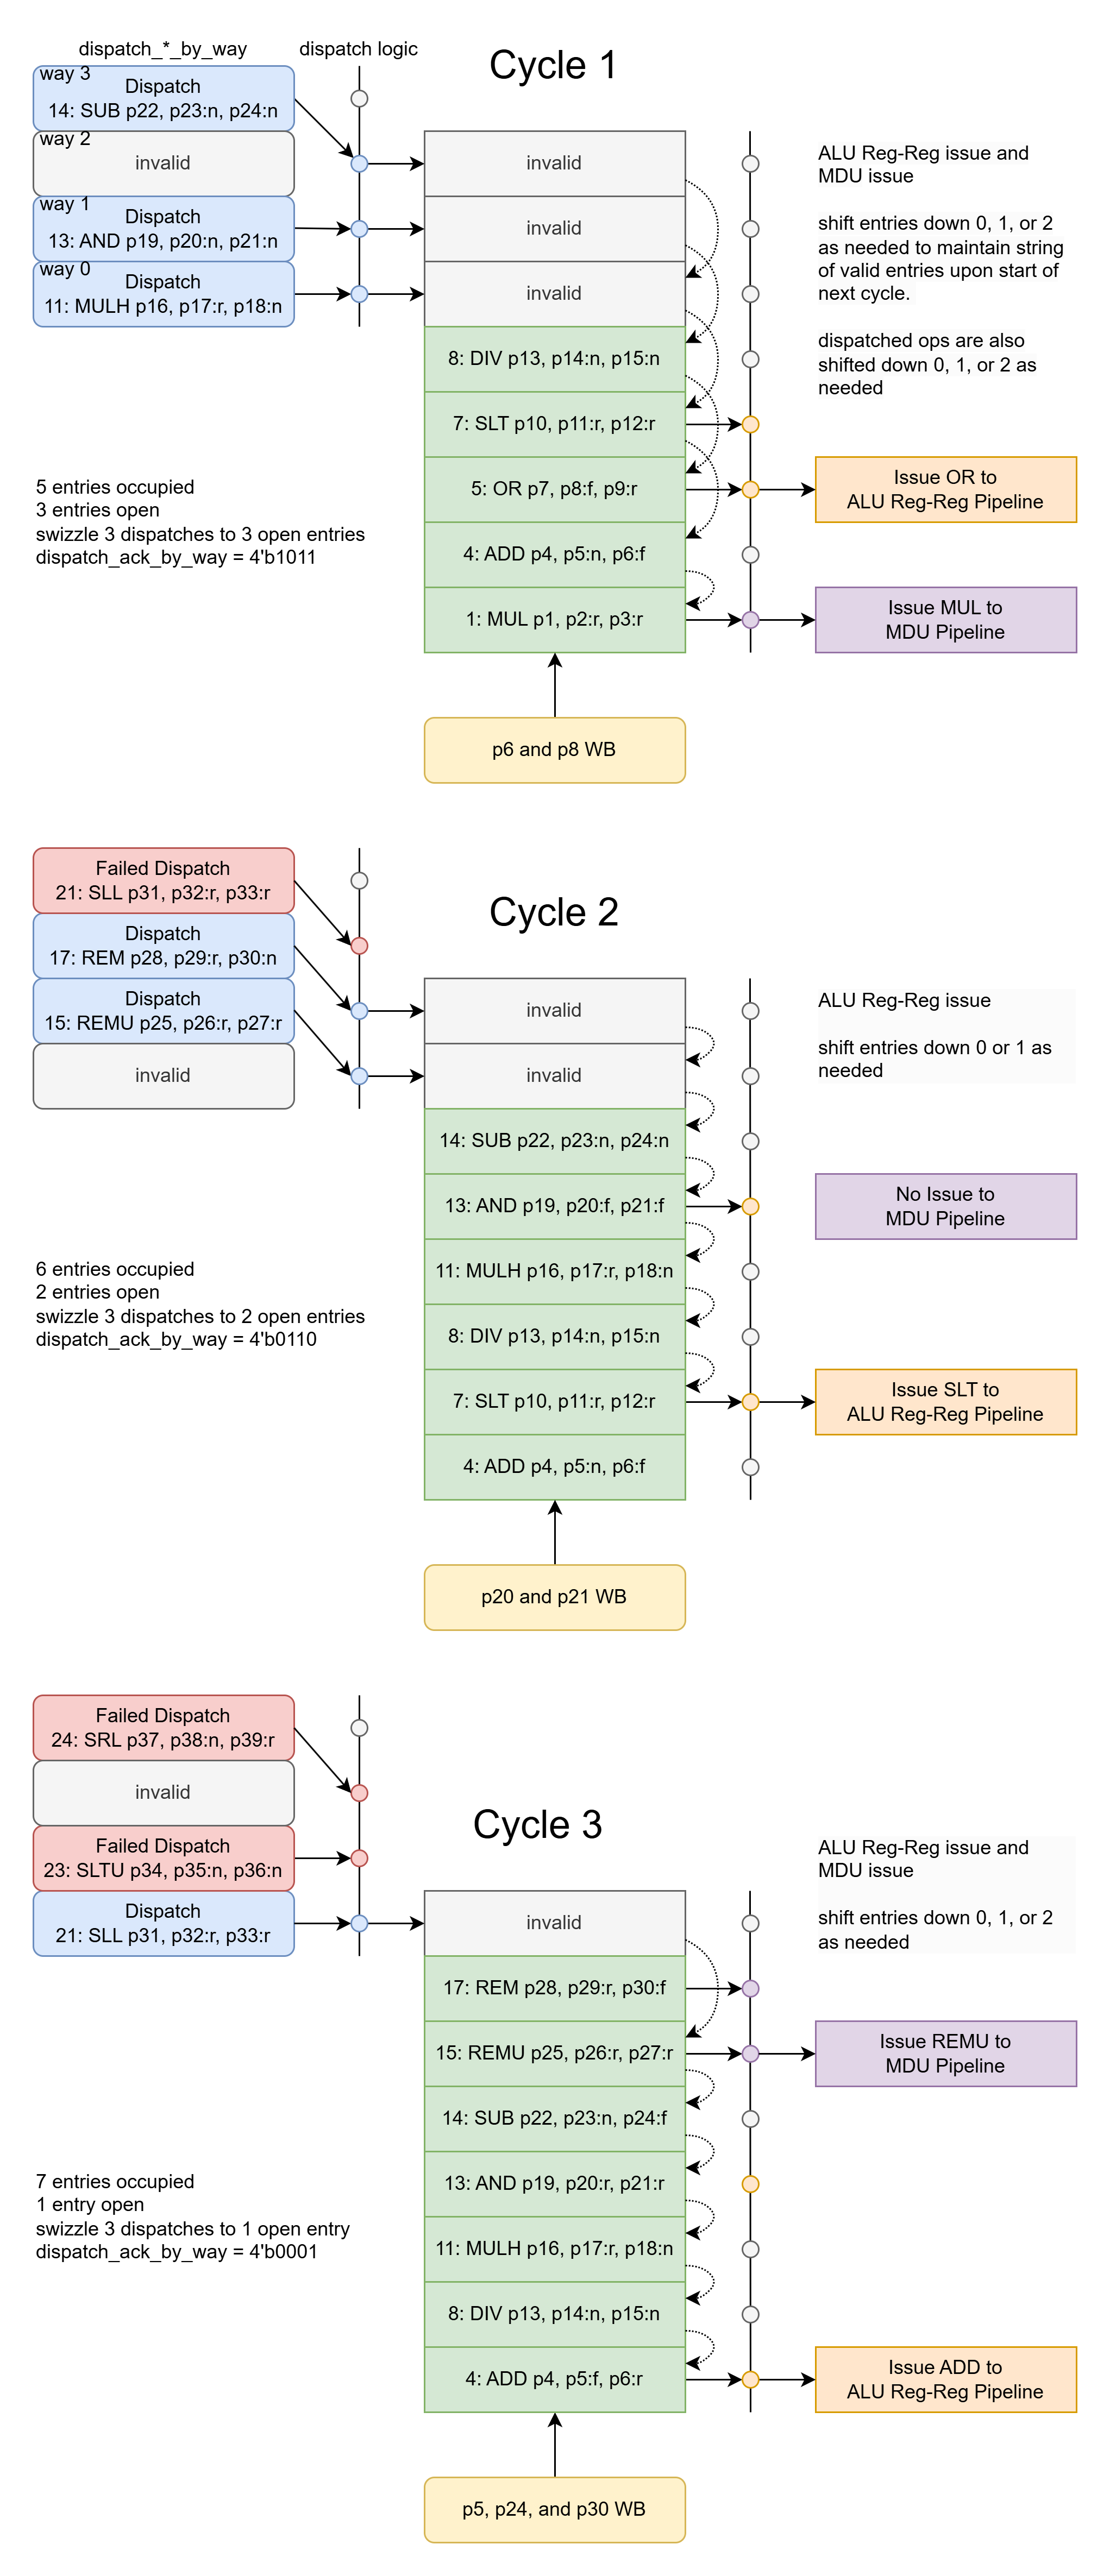 dispatch_*_by_way
dispatch logic
Cycle 1
way 3
Dispatch
14: SUB p22, p23:n, p24:n
way 2
invalid
way 1
Dispatch
13: AND p19, p20:n, p21:n
way 0
Dispatch
11: MULH p16, p17:r, p18:n
invalid
invalid
invalid
8: DIV p13, p14:n, p15:n
7: SLT p10, p11:r, p12:r
5: OR p7, p8:f, p9:r
4: ADD p4, p5:n, p6:f
1: MUL p1, p2:r, p3:r
ALU Reg-Reg issue and
MDU issue
shift entries down 0, 1, or 2
as needed to maintain string
of valid entries upon start of
next cycle.
dispatched ops are also
shifted down 0, 1, or 2 as
needed
Issue OR to
ALU Reg-Reg Pipeline
Issue MUL to
MDU Pipeline
5 entries occupied
3 entries open
swizzle 3 dispatches to 3 open entries
dispatch_ack_by_way = 4'b1011
p6 and p8 WB
Cycle 2
Failed Dispatch
21: SLL p31, p32:r, p33:r
Dispatch
17: REM p28, p29:r, p30:n
Dispatch
15: REMU p25, p26:r, p27:r
invalid
invalid
invalid
14: SUB p22, p23:n, p24:n
13: AND p19, p20:f, p21:f
11: MULH p16, p17:r, p18:n
8: DIV p13, p14:n, p15:n
7: SLT p10, p11:r, p12:r
4: ADD p4, p5:n, p6:f
ALU Reg-Reg issue
shift entries down 0 or 1 as
needed
No Issue to
MDU Pipeline
Issue SLT to
ALU Reg-Reg Pipeline
6 entries occupied
2 entries open
swizzle 3 dispatches to 2 open entries
dispatch_ack_by_way = 4'b0110
p20 and p21 WB
Cycle 3
Failed Dispatch
24: SRL p37, p38:n, p39:r
invalid
Failed Dispatch
23: SLTU p34, p35:n, p36:n
Dispatch
21: SLL p31, p32:r, p33:r
invalid
17: REM p28, p29:r, p30:f
15: REMU p25, p26:r, p27:r
14: SUB p22, p23:n, p24:f
13: AND p19, p20:r, p21:r
11: MULH p16, p17:r, p18:n
8: DIV p13, p14:n, p15:n
4: ADD p4, p5:f, p6:r
ALU Reg-Reg issue and
MDU issue
shift entries down 0, 1, or 2
as needed
Issue REMU to
MDU Pipeline
Issue ADD to
ALU Reg-Reg Pipeline
7 entries occupied
1 entry open
swizzle 3 dispatches to 1 open entry
dispatch_ack_by_way = 4'b0001
p5, p24, and p30 WB